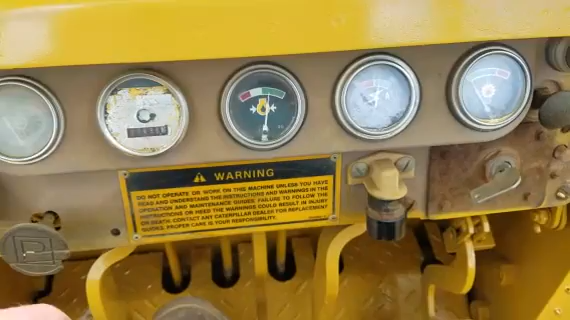 WARNING
DO NOT OPERATE OR WORK ON THIS MACHINE UNLESS YOU HAVE
READ AND UNDERSTAND THE INSTRUCTIONS AND WARNINGS IN THE
OPERATION AND MAINTENANCE GUIDES. FAILURE TO FOLLOW THE
INSTRUCTIONS OR HEED THE WARNINGS COULD RESULT IN INJURY
OR DEATH. CONTACT ANY CATERPILLAR DEALER FOR REPLACEMENT
GUIDES. PROPER CARE IS YOUR RESPONSIBILITY.